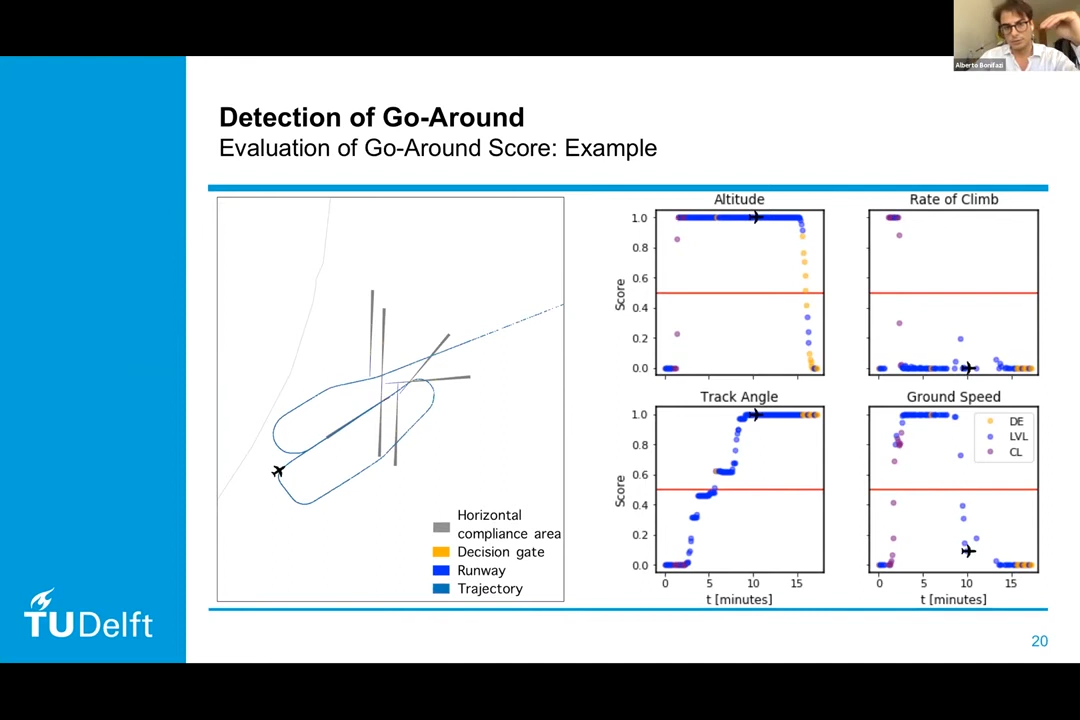 Alberto Bonifazi
Detection of Go-Around
Evaluation of Go-Around Score: Example
Horizontal
compliance area
Decision gate
Runway
Trajectory
Altitude
Score
1.0
0.8
0.6
0.4
0.2
0.0
Rate of Climb
Track Angle
Score
1.0
0.8
0.6
0.4
0.2
0.0
0 5 10 15
t [minutes]
Ground Speed
DE
LVL
CL
0 5 10 15
t [minutes]
TUDelft
20